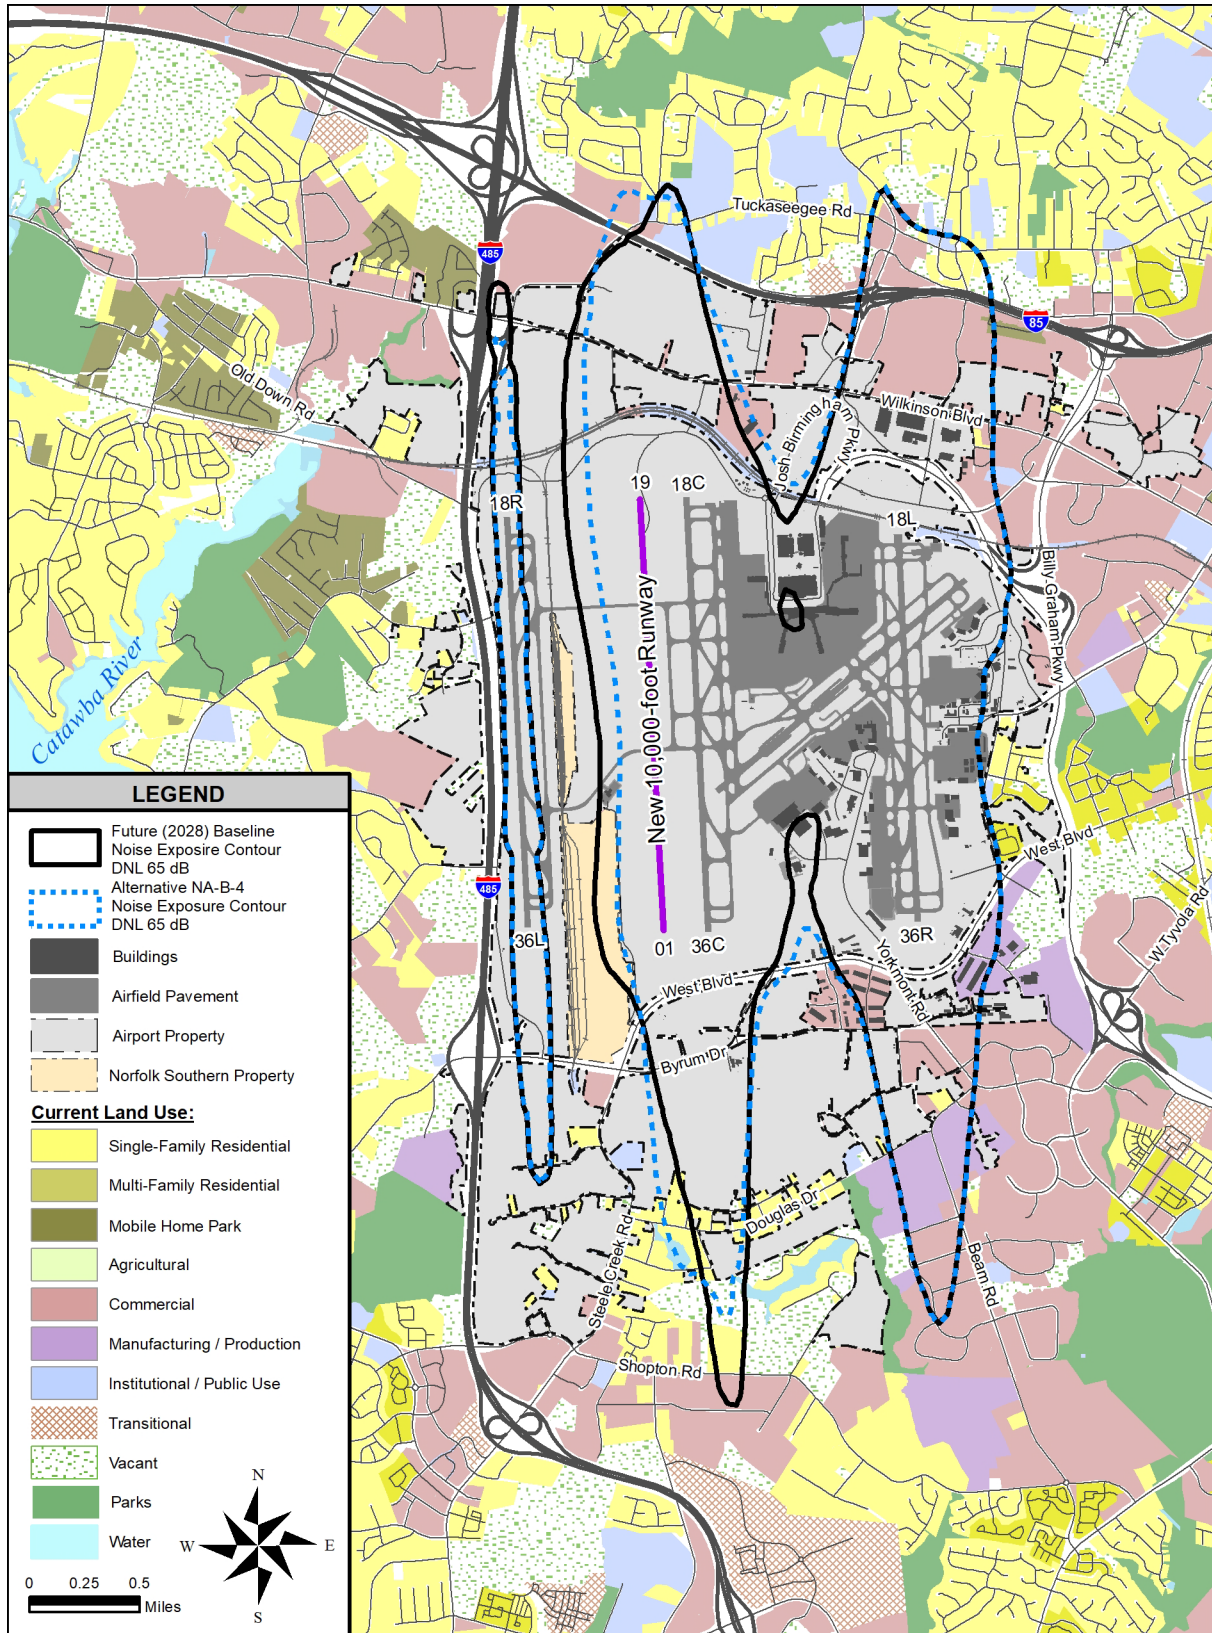 Tuckaseegee Rd
485
85
Old Down Rd
Wilkinson Blvd
Josh Birmingham Pkwy
19
18C
18R
18L
Billy Graham Pkwy
New 10,000-foot Runway
Catawba River
West Blvd
W Tyvola Rd
485
36L
01
36C
36R
Yorkmont Rd
West Blvd
Byrum Dr
Douglas Dr
Steele Creek Rd
Beam Rd
Shopton Rd
LEGEND
Future (2028) Baseline
Noise Exposire Contour
DNL 65 dB
Alternative NA-B-4
Noise Exposure Contour
DNL 65 dB
Buildings
Airfield Pavement
Airport Property
Norfolk Southern Property
Current Land Use:
Single-Family Residential
Multi-Family Residential
Mobile Home Park
Agricultural
Commercial
Manufacturing / Production
Institutional / Public Use
Transitional
Vacant
Parks
Water
N
W
E
S
0 0.25 0.5
Miles